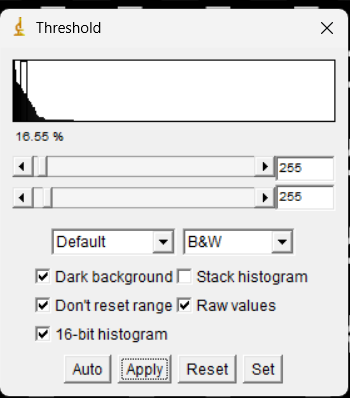 Threshold
16.55 %
255
255
Default B&W
Dark background Stack histogram
Don't reset range Raw values
16-bit histogram
Auto Apply Reset Set